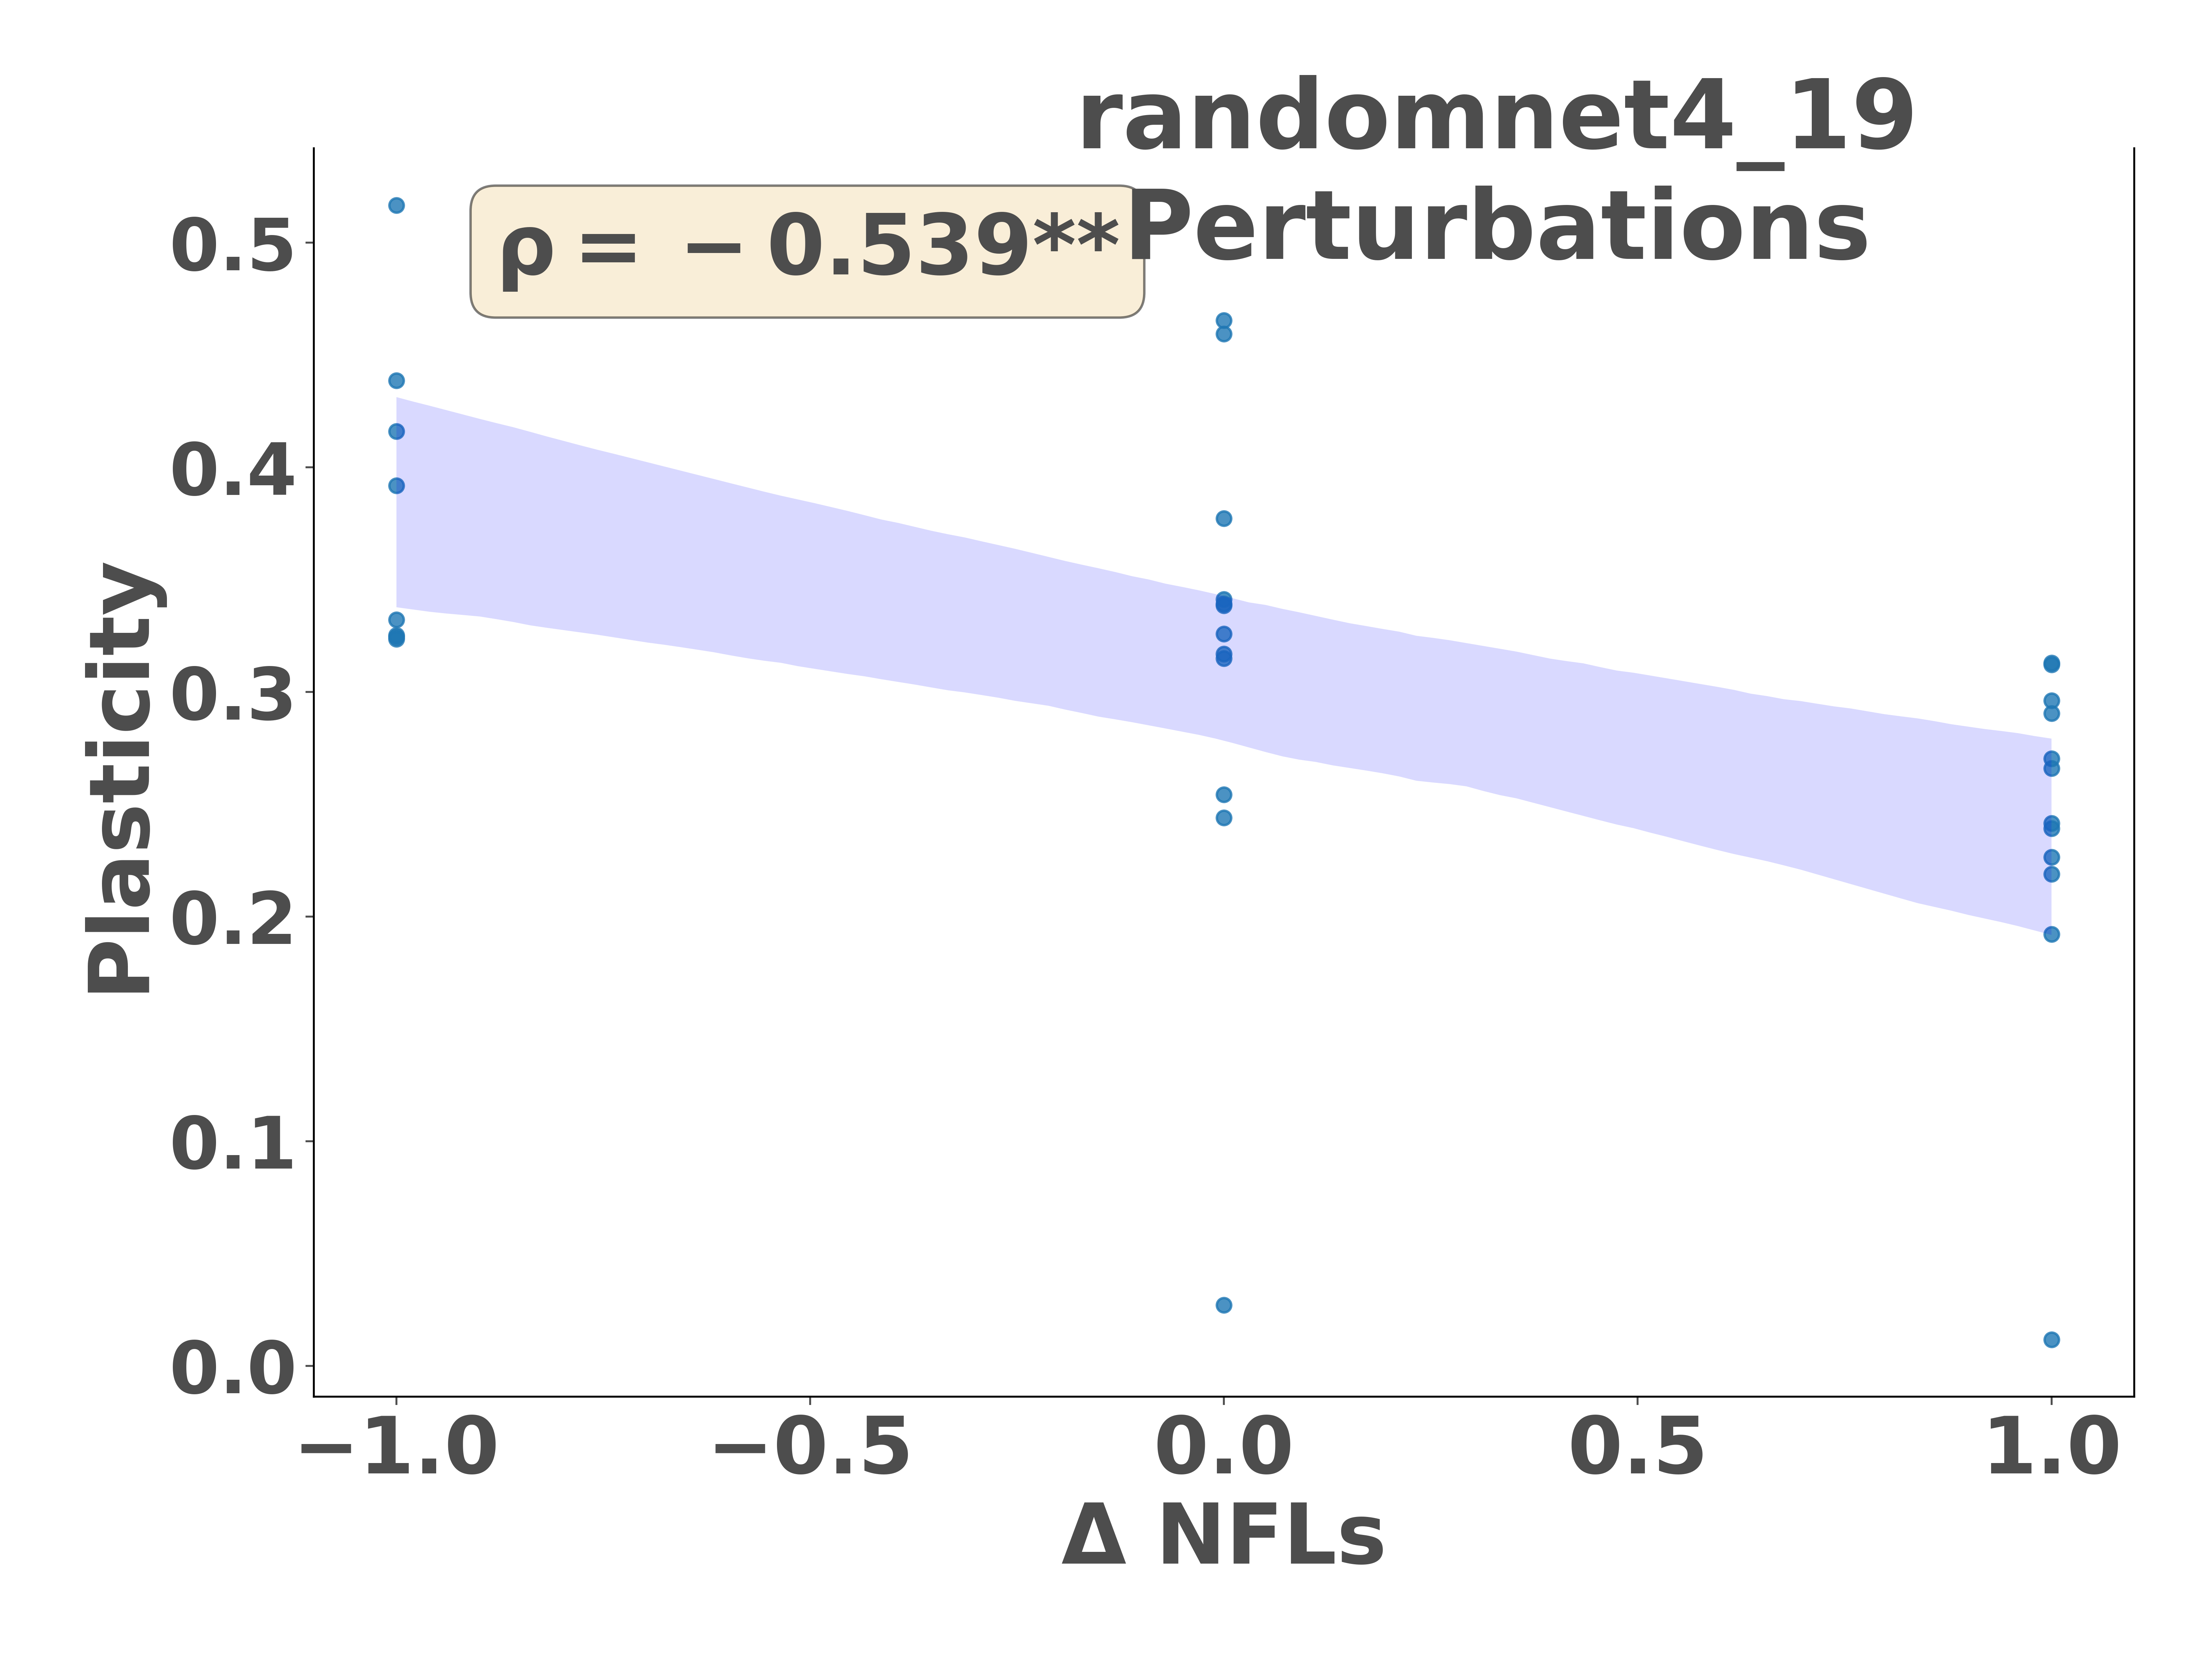 randomnet4_19
Perturbations
ρ = − 0.539**
0.5
0.4
0.3
0.2
0.1
0.0
Plasticity
−1.0 −0.5 0.0 0.5 1.0
Δ NFLs